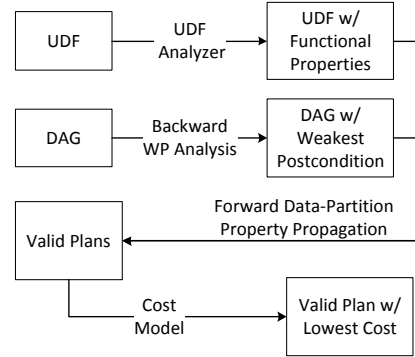 UDF
UDF
Analyzer
UDF w/
Functional
Properties
DAG
Backward
WP Analysis
DAG w/
Weakest
Postcondition
Forward Data-Partition
Property Propagation
Valid Plans
Cost
Model
Valid Plan w/
Lowest Cost